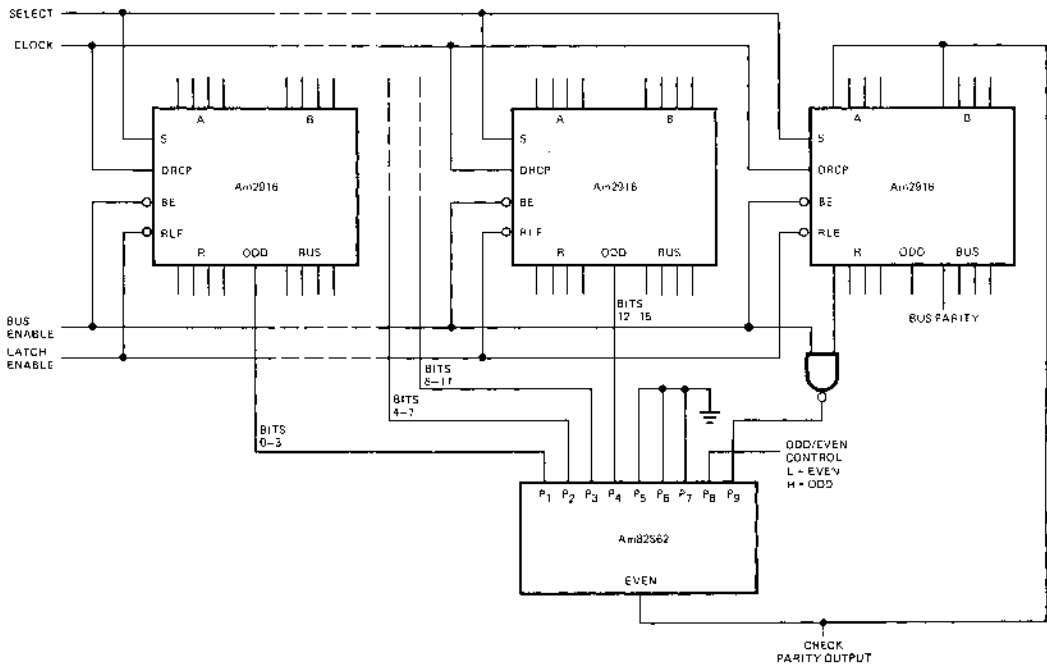 SELECT
CLOCK
A
B
A
B
A
B
S
S
S
DRCP
DRCP
DRCP
Am2916
Am2916
Am2916
BE
BE
BE
RLE
RLE
RLE
R
ODD
BUS
R
ODD
BUS
R
ODD
BUS
BITS
12-15
BUS PARITY
BUS
ENABLE
LATCH
ENABLE
BITS
8-11
BITS
4-7
BITS
0-3
ODD/EVEN
CONTROL
L = EVEN
H = ODD
P1 P2 P3 P4 P5 P6 P7 P8 P9
Am82S62
EVEN
CHECK
PARITY OUTPUT